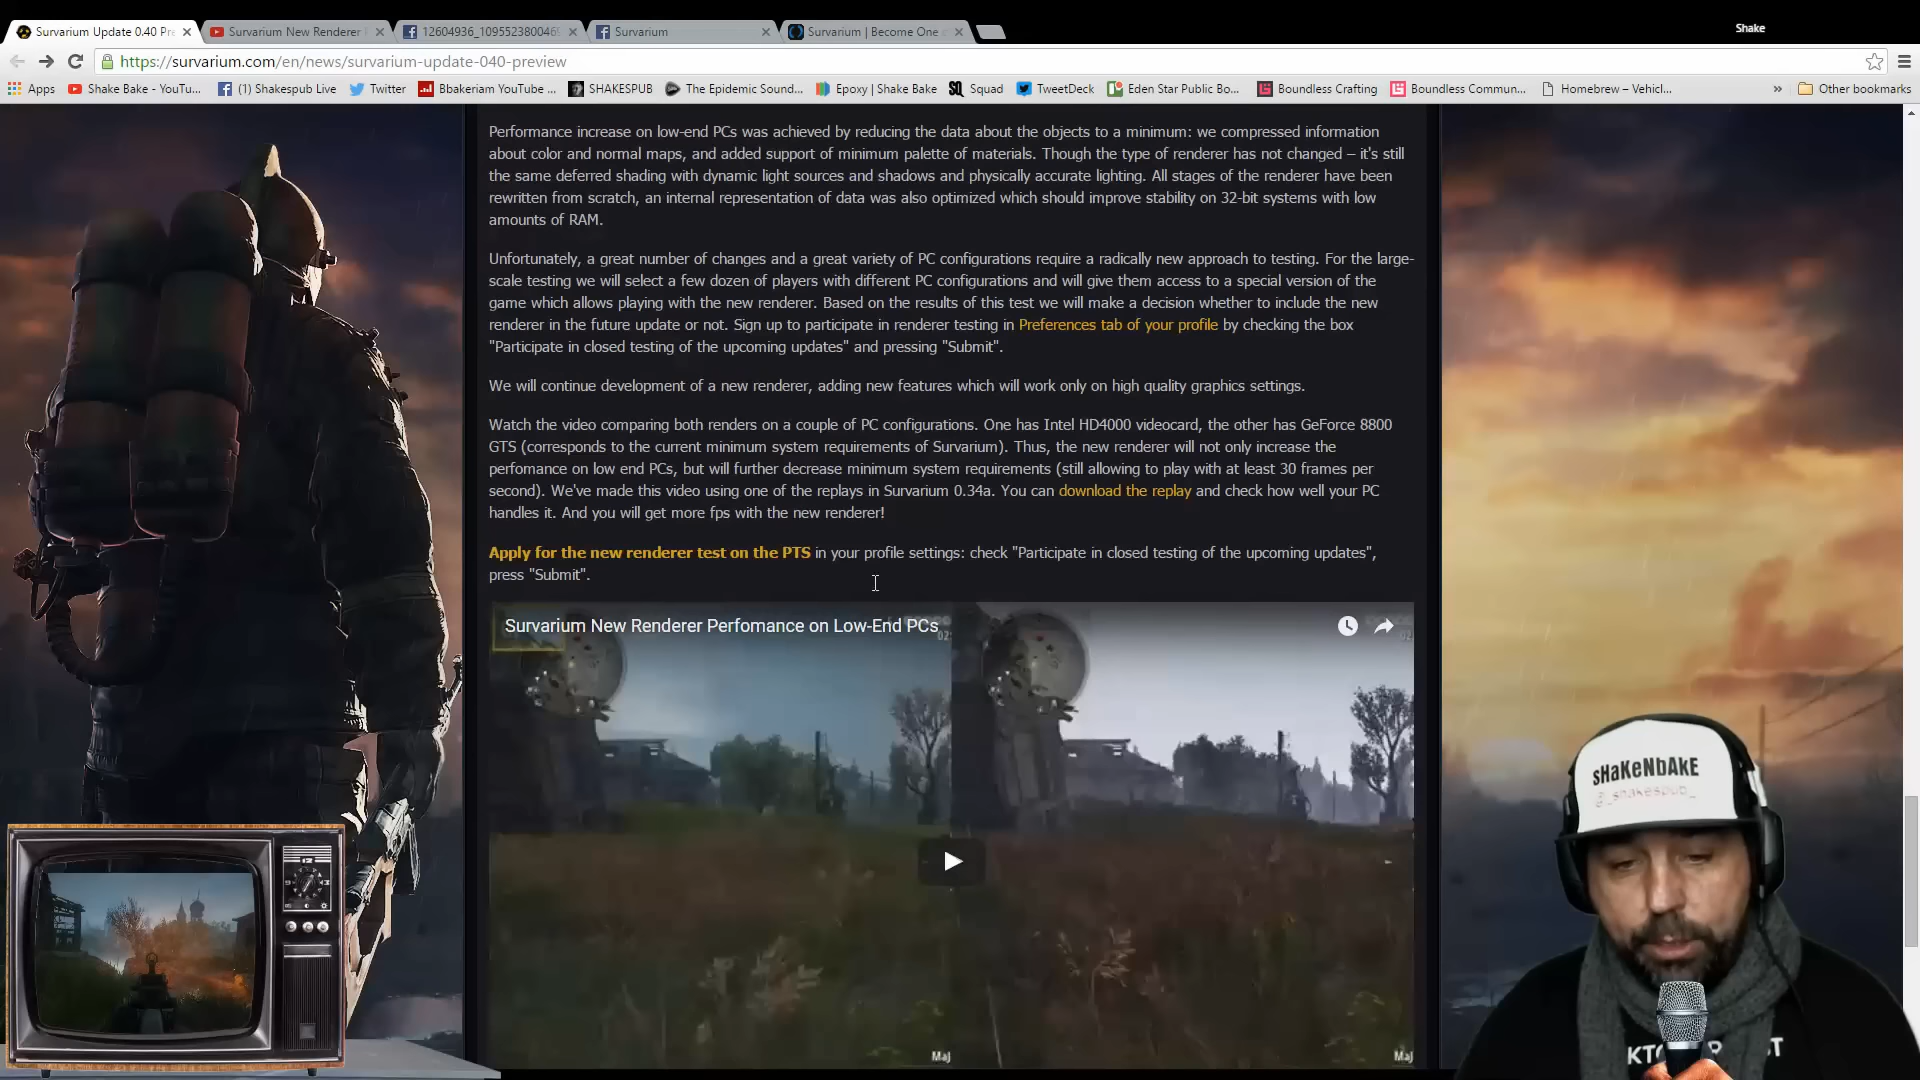 Shake
Survarium Update 0.40 Pre
Survarium New Renderer
12604936_1095523800469
Survarium
Survarium | Become One
https://survarium.com/en/news/survarium-update-040-preview
Apps
Shake Bake - YouTu...
(1) Shakespub Live
Twitter
Bbakeriam YouTube ...
SHAKESPUB
The Epidemic Sound...
Epoxy | Shake Bake
Squad
TweetDeck
Eden Star Public Bo...
Boundless Crafting
Boundless Commun...
Homebrew – Vehicl...
»
Other bookmarks
Performance increase on low-end PCs was achieved by reducing the data about the objects to a minimum: we compressed information
about color and normal maps, and added support of minimum palette of materials. Though the type of renderer has not changed – it's still
the same deferred shading with dynamic light sources and shadows and physically accurate lighting. All stages of the renderer have been
rewritten from scratch, an internal representation of data was also optimized which should improve stability on 32-bit systems with low
amounts of RAM.
Unfortunately, a great number of changes and a great variety of PC configurations require a radically new approach to testing. For the large-
scale testing we will select a few dozen of players with different PC configurations and will give them access to a special version of the
game which allows playing with the new renderer. Based on the results of this test we will make a decision whether to include the new
renderer in the future update or not. Sign up to participate in renderer testing in Preferences tab of your profile by checking the box
"Participate in closed testing of the upcoming updates" and pressing "Submit".
We will continue development of a new renderer, adding new features which will work only on high quality graphics settings.
Watch the video comparing both renders on a couple of PC configurations. One has Intel HD4000 videocard, the other has GeForce 8800
GTS (corresponds to the current minimum system requirements of Survarium). Thus, the new renderer will not only increase the
perfomance on low end PCs, but will further decrease minimum system requirements (still allowing to play with at least 30 frames per
second). We've made this video using one of the replays in Survarium 0.34a. You can download the replay and check how well your PC
handles it. And you will get more fps with the new renderer!
Apply for the new renderer test on the PTS in your profile settings: check "Participate in closed testing of the upcoming updates",
press "Submit".
Survarium New Renderer Perfomance on Low-End PCs
Мај
Мај
sHaKeNbAkE
@_shakespub_